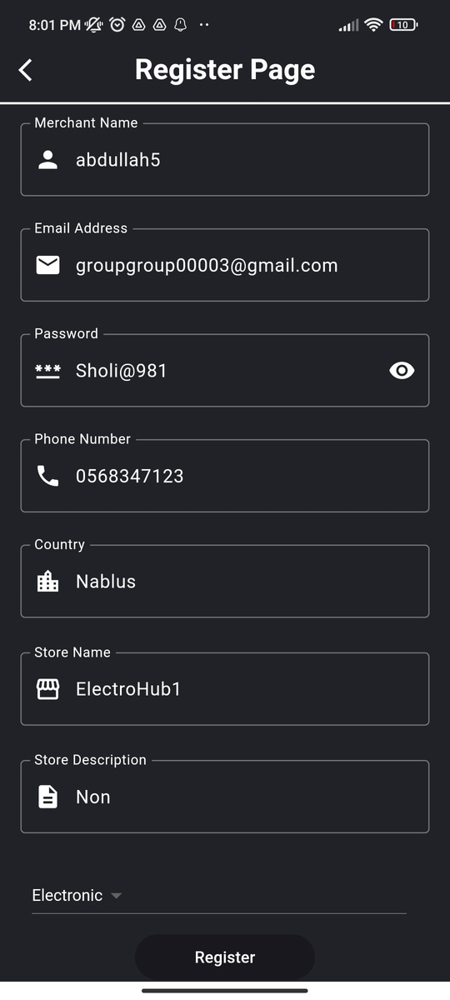 8:01 PM
10
Register Page
Merchant Name
abdullah5
Email Address
groupgroup00003@gmail.com
Password
*** Sholi@981
Phone Number
0568347123
Country
Nablus
Store Name
ElectroHub1
Store Description
Non
Electronic
Register